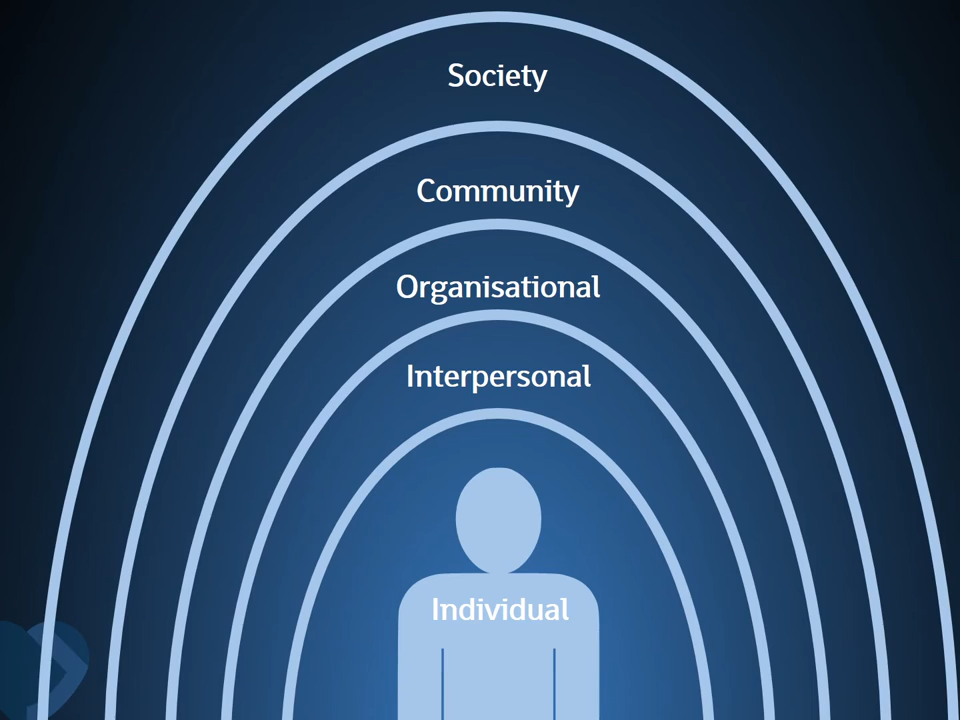 Society
Community
Organisational
Interpersonal
Individual